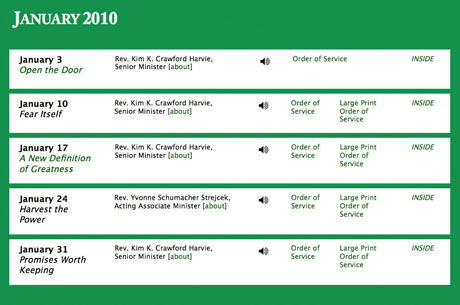 JANUARY 2010
January 3
Open the Door
Rev. Kim K. Crawford Harvie,
Senior Minister [about]
Order of Service
INSIDE
January 10
Fear Itself
Rev. Kim K. Crawford Harvie,
Senior Minister [about]
Order of
Service
Large Print
Order of
Service
INSIDE
January 17
A New Definition
of Greatness
Rev. Kim K. Crawford Harvie,
Senior Minister [about]
Order of
Service
Large Print
Order of
Service
INSIDE
January 24
Harvest the
Power
Rev. Yvonne Schumacher Strejcek,
Acting Associate Minister [about]
Order of
Service
Large Print
Order of
Service
INSIDE
January 31
Promises Worth
Keeping
Rev. Kim K. Crawford Harvie,
Senior Minister [about]
Order of
Service
Large Print
Order of
Service
INSIDE